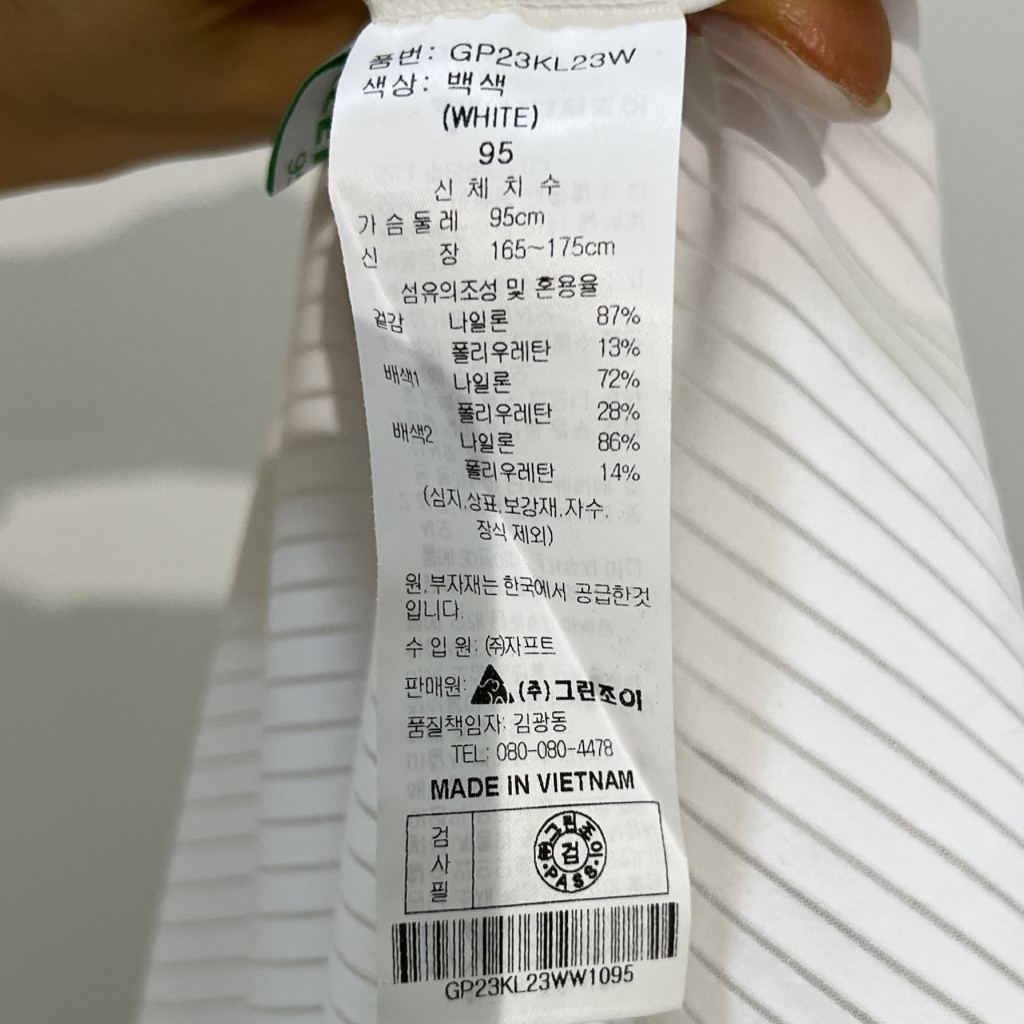 품번: GP23KL23W
색상: 백색
(WHITE)
95
신체치수
가슴둘레 95cm
신 장 165~175cm
섬유의조성 및 혼용율
겉감 나일론 87%
폴리우레탄 13%
배색1 나일론 72%
폴리우레탄 28%
배색2 나일론 86%
폴리우레탄 14%
(심지,상표,보강재,자수,
장식 제외)
원,부자재는 한국에서 공급한것
입니다.
수 입 원: (주)자프트
판매원: (주)그린조이
품질책임자: 김광동
TEL: 080-080-4478
MADE IN VIETNAM
검사필
㈜그린조이
검
·PASS·
GP23KL23WW1095